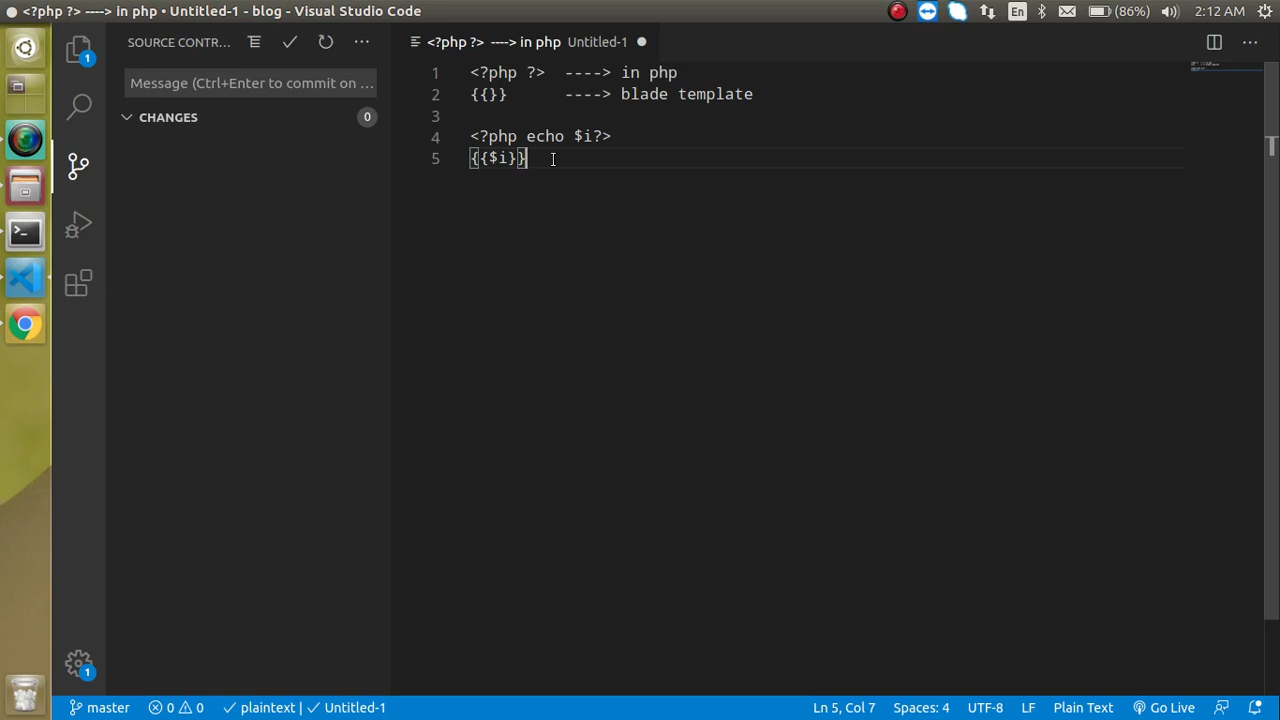 <?php ?> ----> in php • Untitled-1 - blog - Visual Studio Code
En
(86%)
2:12 AM
SOURCE CONTR...
<?php ?> ----> in php Untitled-1
1
Message (Ctrl+Enter to commit on ...
CHANGES
0
1 <?php ?>  ----> in php
2 {{}}      ----> blade template
3
4 <?php echo $i?>
5 {{$i}}
1
master
0
0
plaintext |
Untitled-1
Ln 5, Col 7
Spaces: 4
UTF-8
LF
Plain Text
Go Live